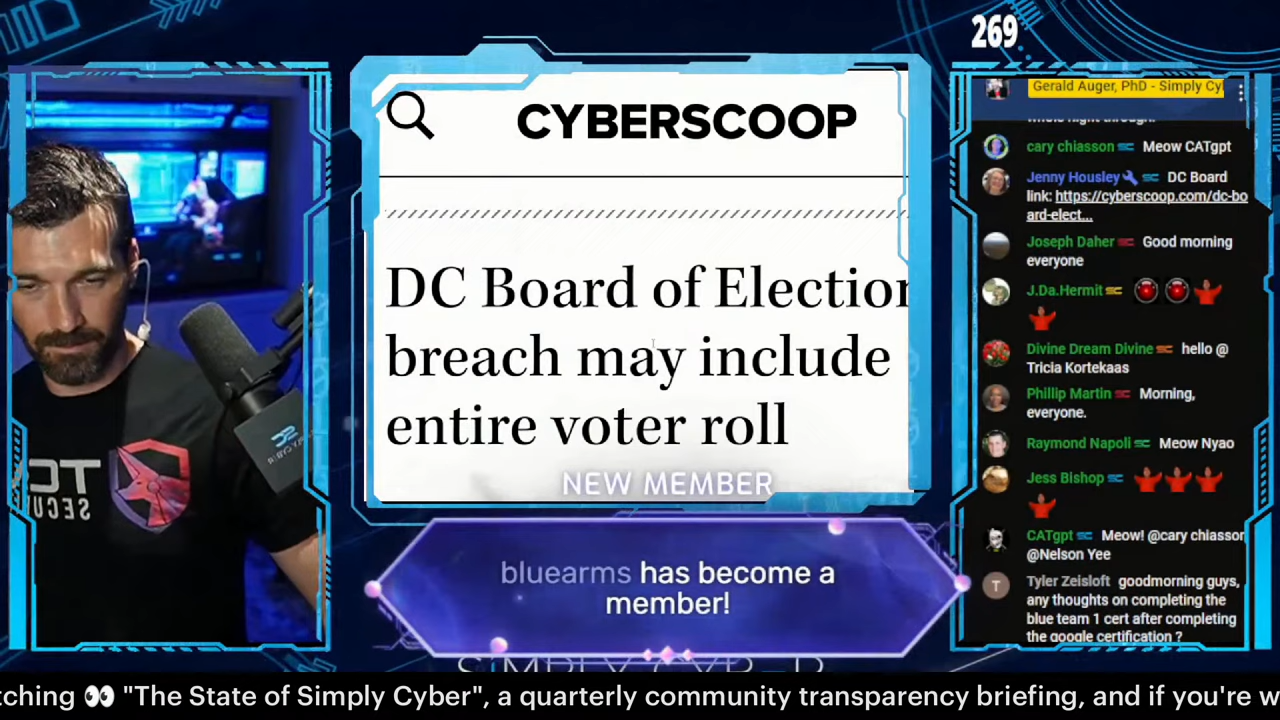 269
CYBERSCOOP
DC Board of Election
breach may include
entire voter roll
NEW MEMBER
bluearms has become a
member!
Gerald Auger, PhD - Simply Cy
cary chiasson Meow CATgpt
Jenny Housley DC Board
link: https://cyberscoop.com/dc-bo
ard-elect...
Joseph Daher Good morning
everyone
J.Da.Hermit
Divine Dream Divine hello @
Tricia Kortekaas
Phillip Martin Morning,
everyone.
Raymond Napoli Meow Nyao
Jess Bishop
CATgpt Meow! @cary chiasson
@Nelson Yee
T
Tyler Zeisloft goodmorning guys,
any thoughts on completing the
blue team 1 cert after completing
the google certification ?
tching 👀 "The State of Simply Cyber", a quarterly community transparency briefing, and if you're w